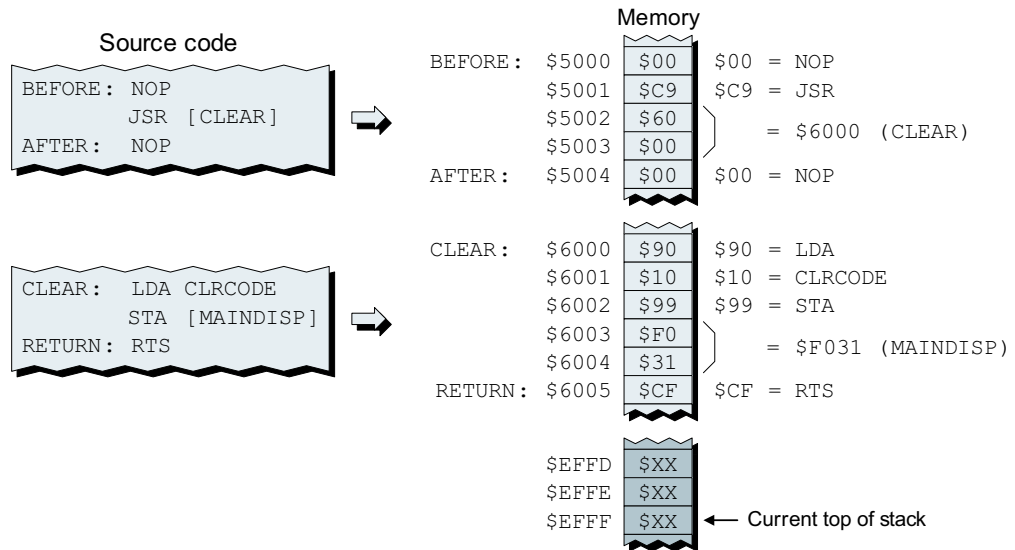 Source code
BEFORE: NOP
JSR [CLEAR]
AFTER: NOP
Memory
BEFORE: $5000 $00 $00 = NOP
$5001 $C9 $C9 = JSR
$5002 $60
= $6000 (CLEAR)
$5003 $00
AFTER: $5004 $00 $00 = NOP
CLEAR: LDA CLRCODE
STA [MAINDISP]
RETURN: RTS
CLEAR: $6000 $90 $90 = LDA
$6001 $10 $10 = CLRCODE
$6002 $99 $99 = STA
$6003 $F0
= $F031 (MAINDISP)
$6004 $31
RETURN: $6005 $CF $CF = RTS
$EFFD $XX
$EFFE $XX
$EFFF $XX Current top of stack